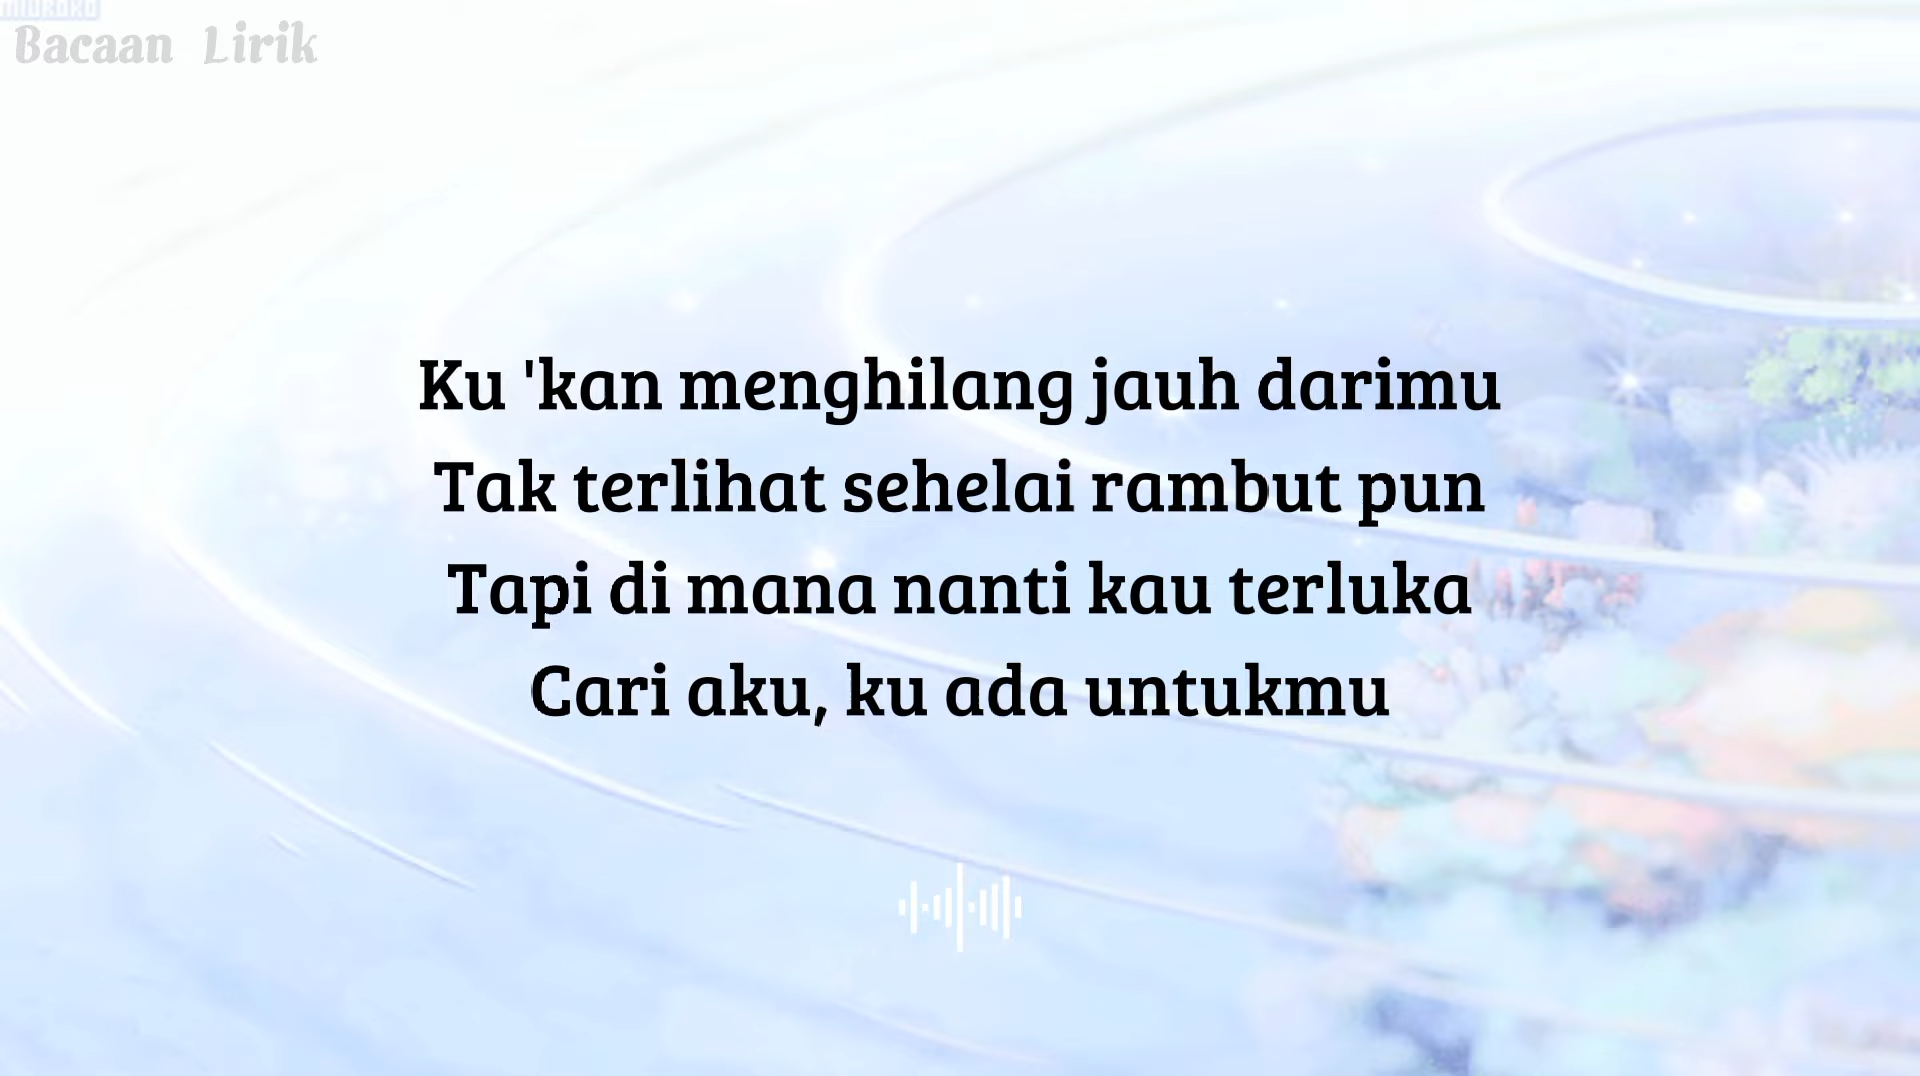 Bacaan Lirik
Ku 'kan menghilang jauh darimu
Tak terlihat sehelai rambut pun
Tapi di mana nanti kau terluka
Cari aku, ku ada untukmu